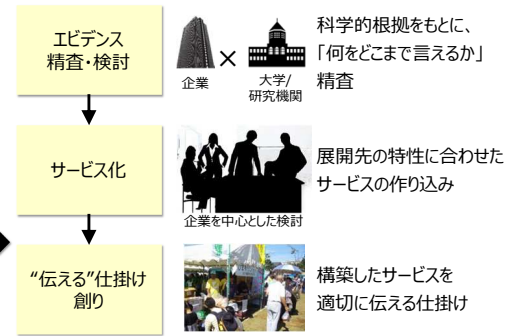 エビデンス
精査・検討
企業
×
大学/
研究機関
科学的根拠をもとに、
「何をどこまで言えるか」
精査
サービス化
企業を中心とした検討
展開先の特性に合わせた
サービスの作り込み
“伝える”仕掛け
創り
構築したサービスを
適切に伝える仕掛け